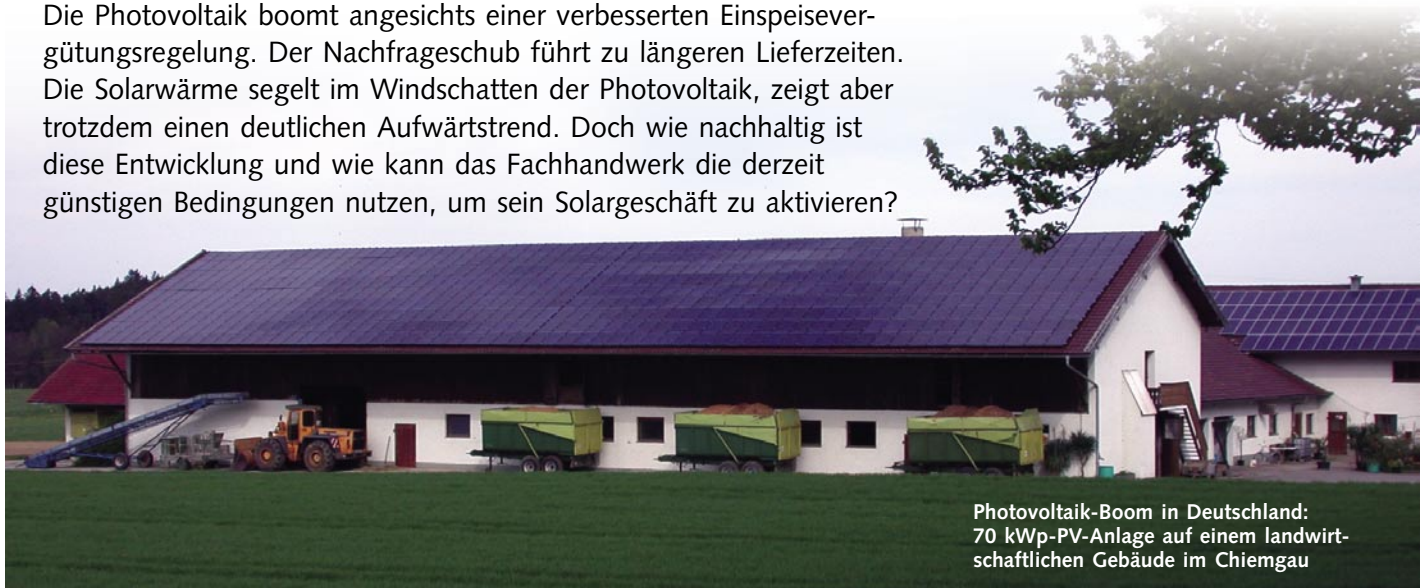 Die Photovoltaik boomt angesichts einer verbesserten Einspeisever-
gütungsregelung. Der Nachfrageschub führt zu längeren Lieferzeiten.
Die Solarwärme segelt im Windschatten der Photovoltaik, zeigt aber
trotzdem einen deutlichen Aufwärtstrend. Doch wie nachhaltig ist
diese Entwicklung und wie kann das Fachhandwerk die derzeit
günstigen Bedingungen nutzen, um sein Solargeschäft zu aktivieren?
Photovoltaik-Boom in Deutschland:
70 kWp-PV-Anlage auf einem landwirt-
schaftlichen Gebäude im Chiemgau